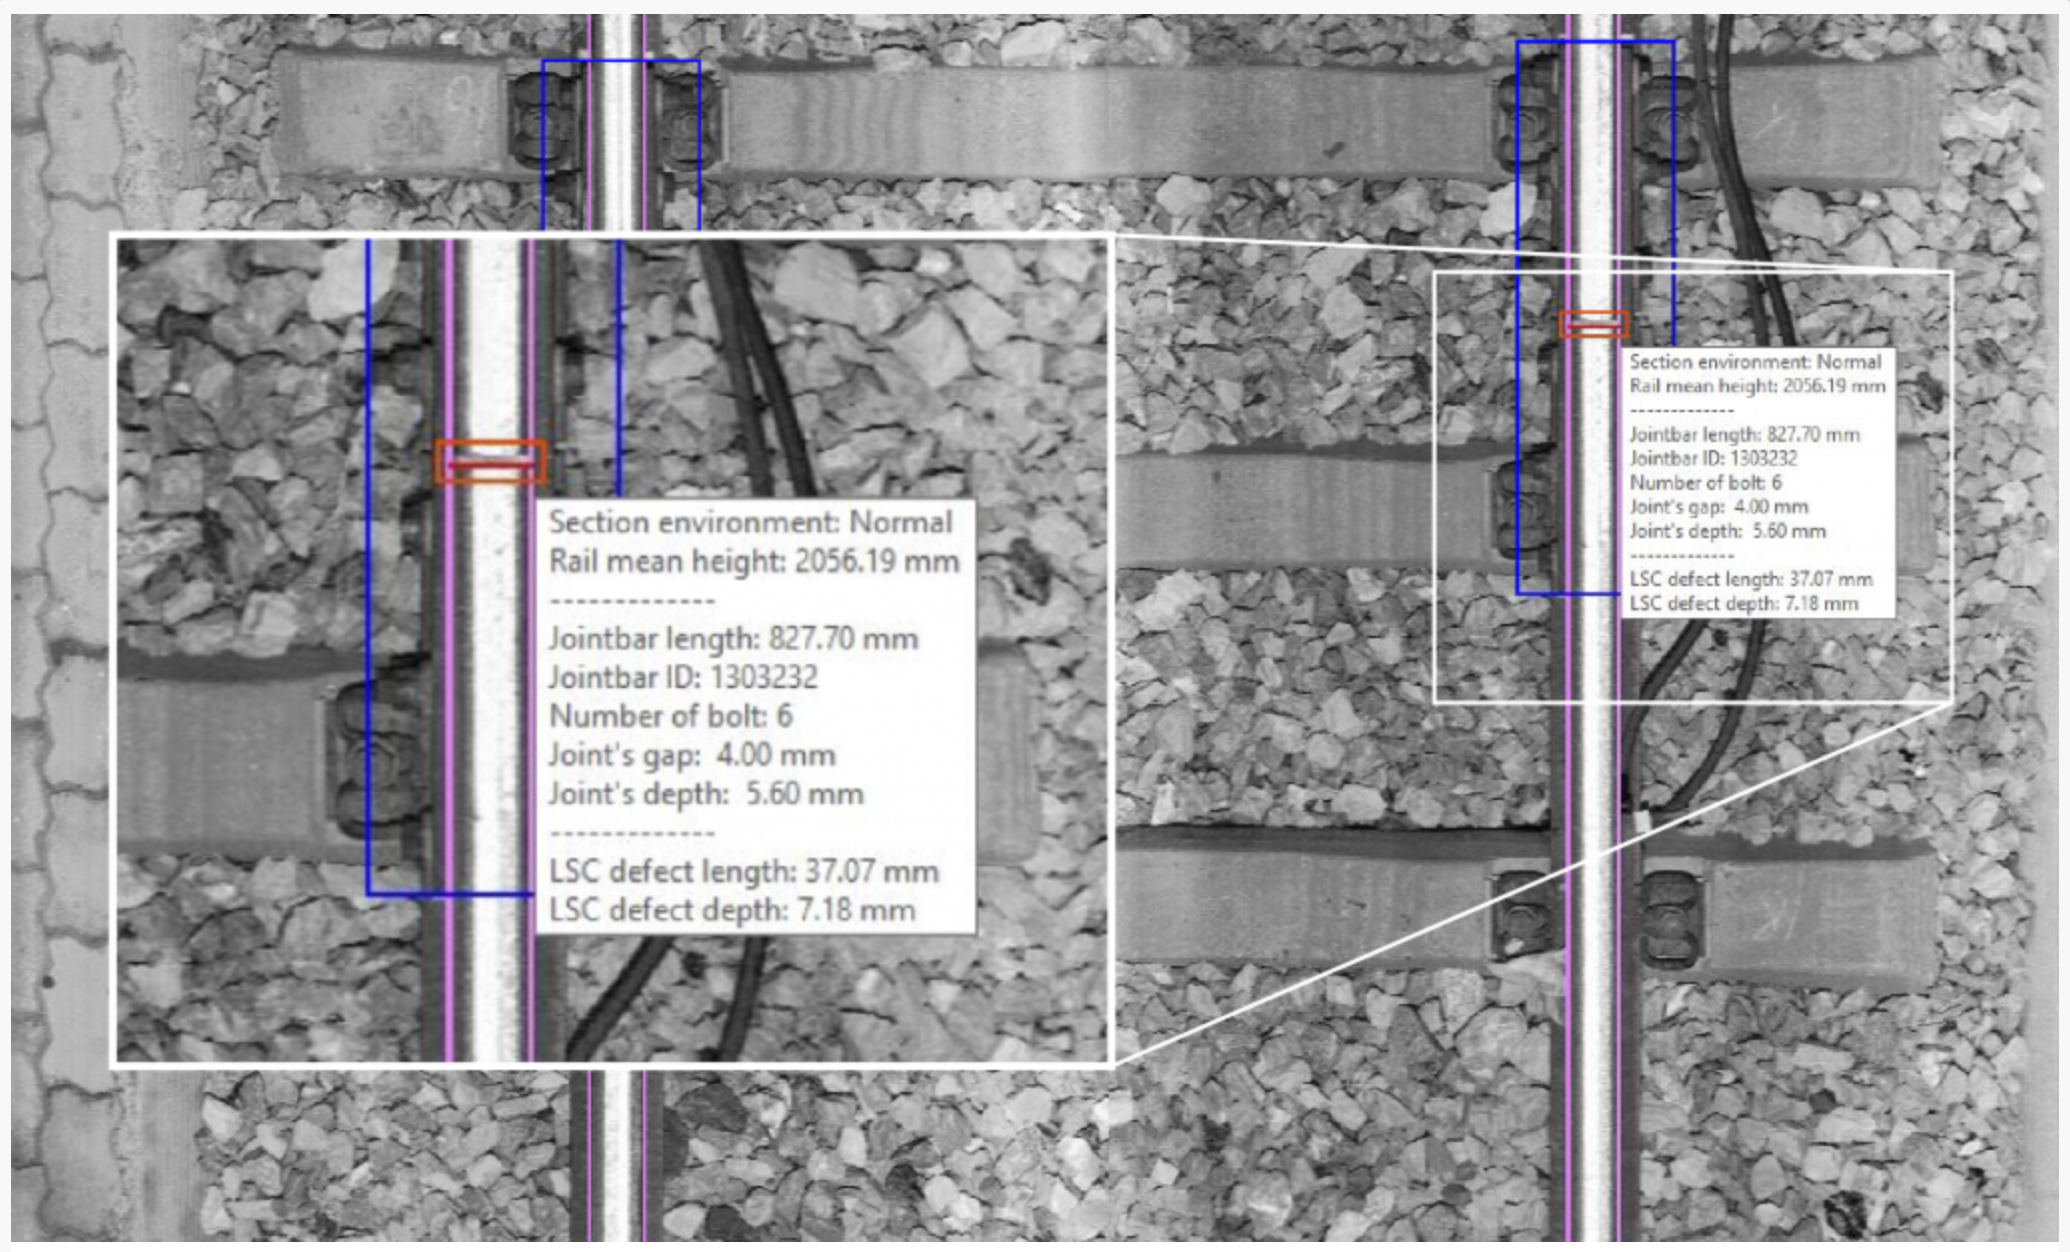 Section environment: Normal
Rail mean height: 2056.19 mm
-------------
Jointbar length: 827.70 mm
Jointbar ID: 1303232
Number of bolt: 6
Joint's gap:  4.00 mm
Joint's depth:  5.60 mm
-------------
LSC defect length: 37.07 mm
LSC defect depth: 7.18 mm
Section environment: Normal
Rail mean height: 2056.19 mm
-------------
Jointbar length: 827.70 mm
Jointbar ID: 1303232
Number of bolt: 6
Joint's gap:  4.00 mm
Joint's depth:  5.60 mm
-------------
LSC defect length: 37.07 mm
LSC defect depth: 7.18 mm